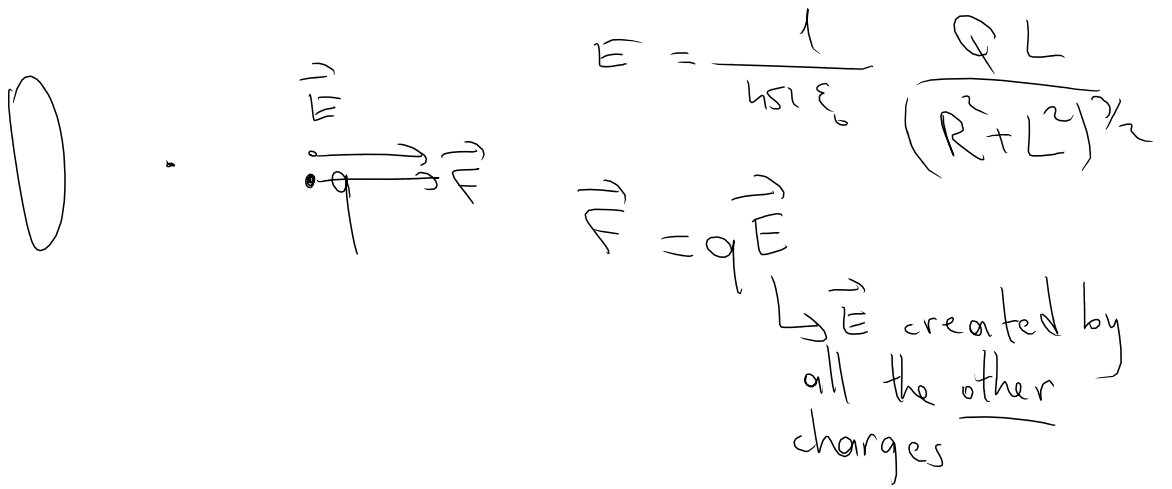 E⃗
q F⃗
E = 1/(4πε₀) QL/(R²+L²)^(3/2)
F⃗ = qE⃗
↳ E⃗ created by
all the other
charges